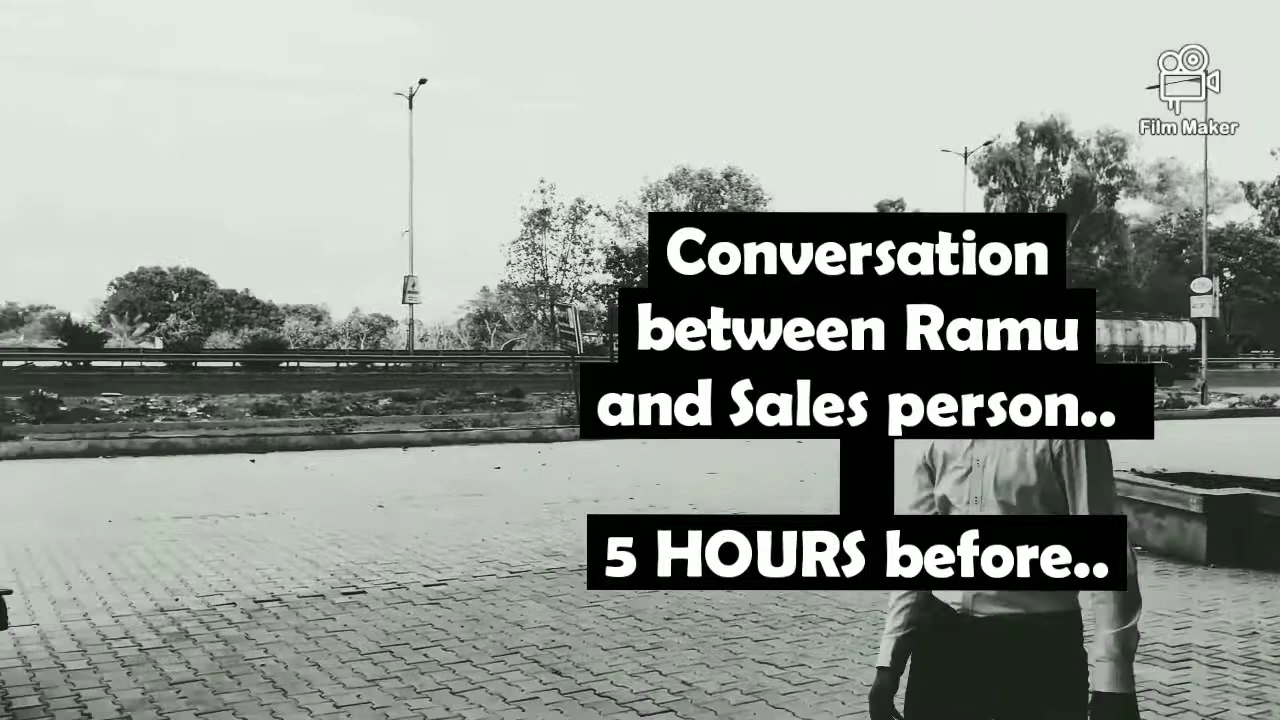 Film Maker
Conversation
between Ramu
and Sales person..
5 HOURS before..